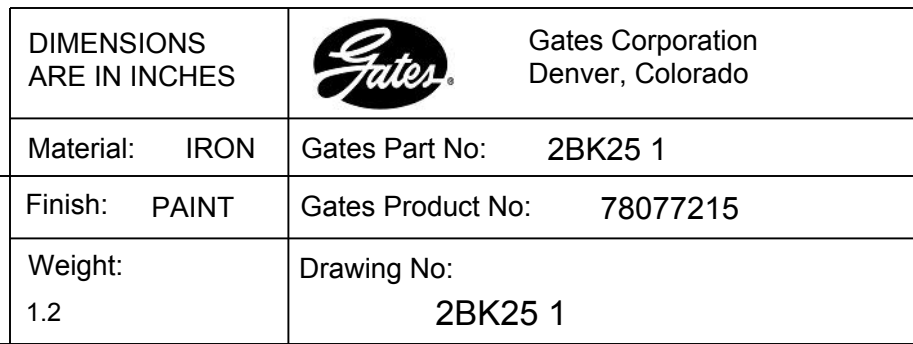 DIMENSIONS
ARE IN INCHES
Gates®
Gates Corporation
Denver, Colorado
Material: IRON
Gates Part No: 2BK25 1
Finish: PAINT
Gates Product No: 78077215
Weight:
1.2
Drawing No:
2BK25 1